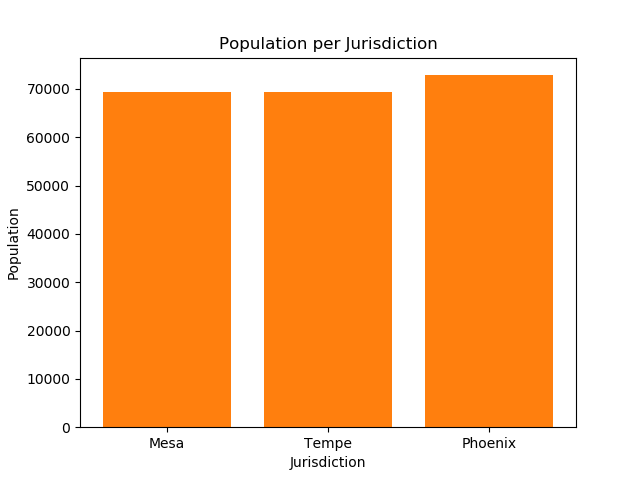 Population per Jurisdiction
Population
70000
60000
50000
40000
30000
20000
10000
0
Mesa Tempe Phoenix
Jurisdiction